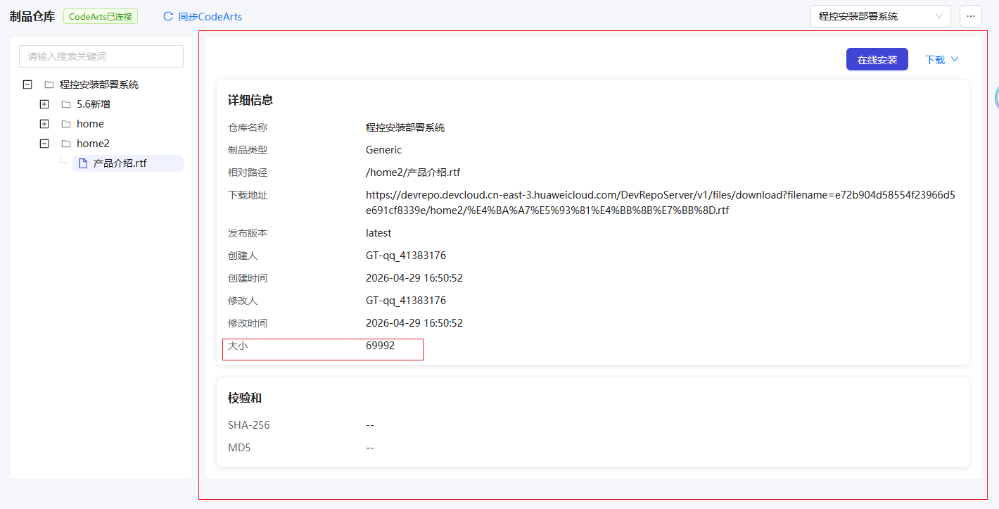 制品仓库 CodeArts已连接 同步CodeArts 程控安装部署系统 ...
请输入搜索关键词
程控安装部署系统
5.6新增
home
home2
产品介绍.rtf
在线安装 下载
详细信息
仓库名称 程控安装部署系统
制品类型 Generic
相对路径 /home2/产品介绍.rtf
下载地址 https://devrepo.devcloud.cn-east-3.huaweicloud.com/DevRepoServer/v1/files/download?filename=e72b904d58554f23966d5
e691cf8339e/home2/%E4%BA%A7%E5%93%81%E4%BB%8B%E7%BB%8D.rtf
发布版本 latest
创建人 GT-qq_41383176
创建时间 2026-04-29 16:50:52
修改人 GT-qq_41383176
修改时间 2026-04-29 16:50:52
大小 69992
校验和
SHA-256 --
MD5 --